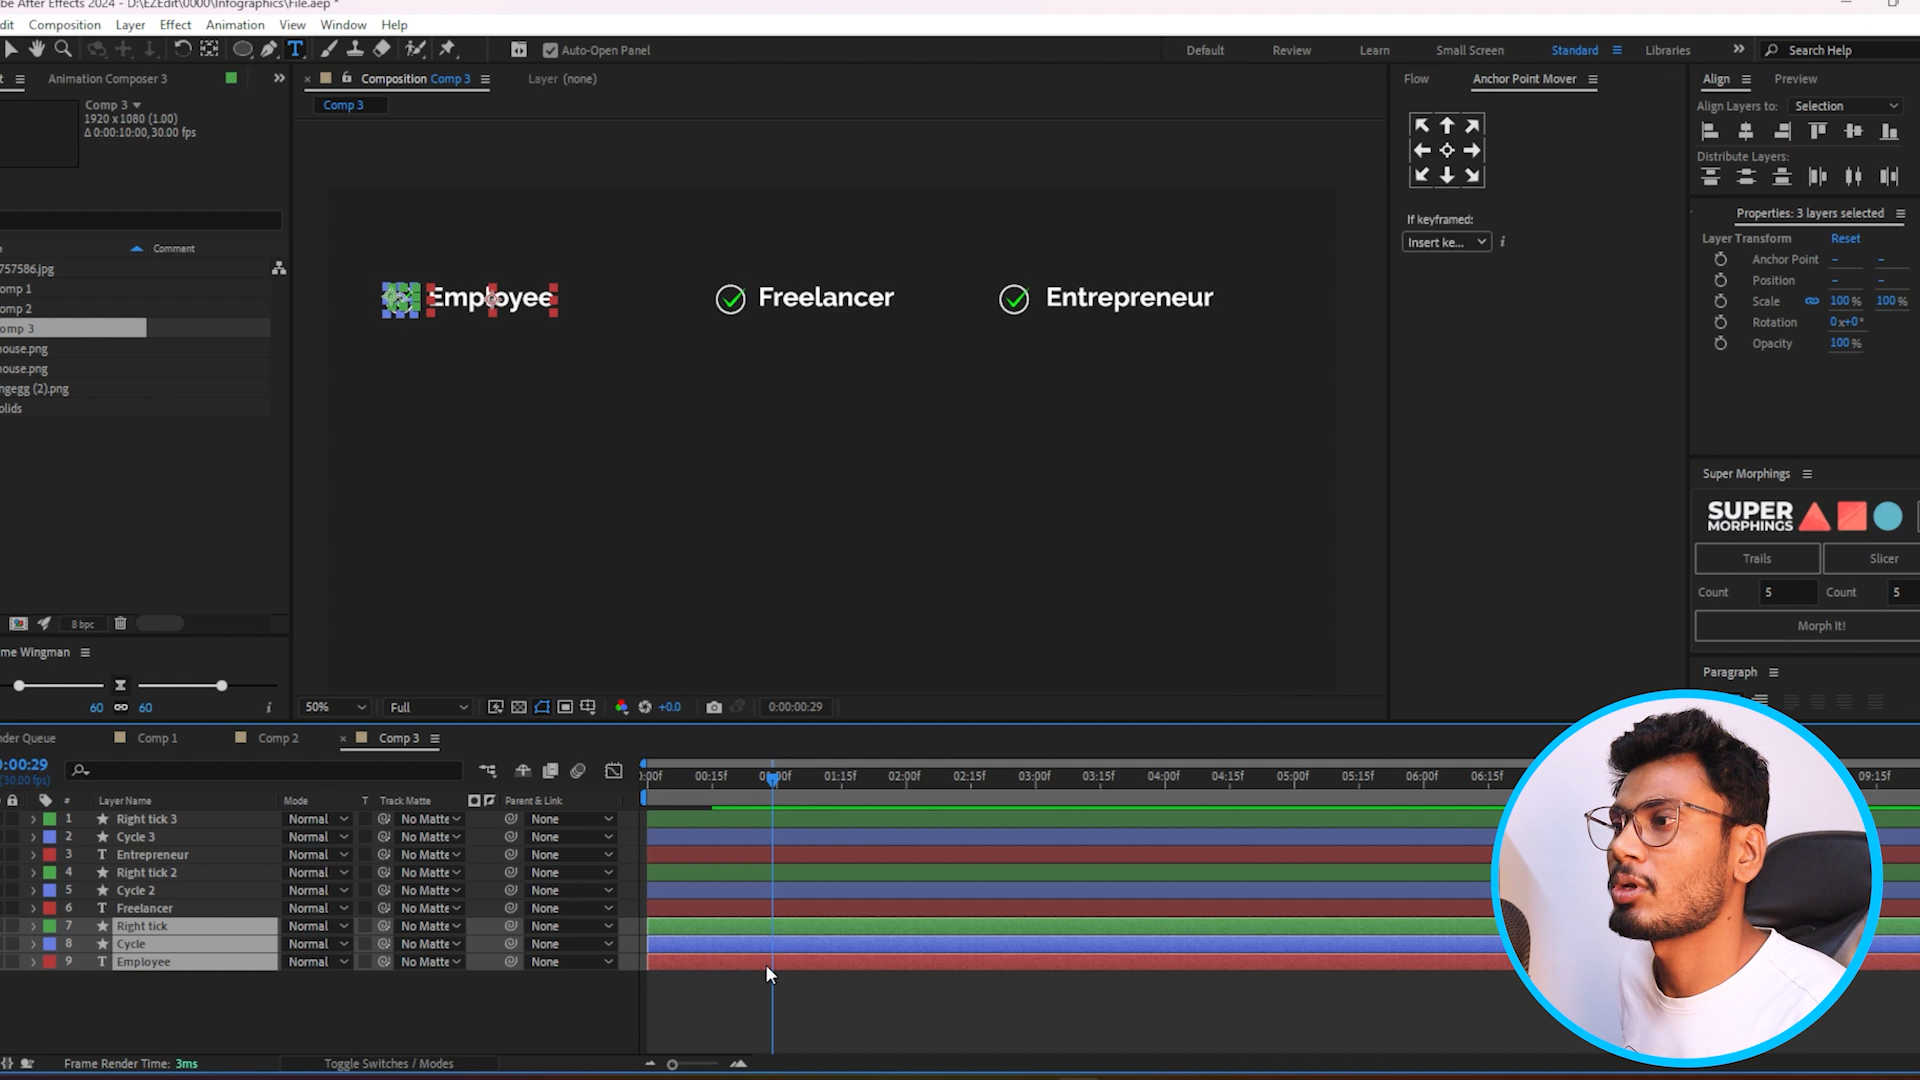 be After Effects 2024 - D:\EZEdit\0000\Infographics\File.aep *
dit Composition Layer Effect Animation View Window Help
Auto-Open Panel
Default Review Learn Small Screen Standard Libraries Search Help
t Animation Composer 3
Composition Comp 3
Layer (none)
Flow Anchor Point Mover
Align Preview
Comp 3
1920 x 1080 (1.00)
Δ 0:00:10:00, 30.00 fps
Comp 3
Align Layers to: Selection
Distribute Layers:
Properties: 3 layers selected
If keyframed:
Insert ke...
Layer Transform Reset
Anchor Point
Position
Scale 100 % 100 %
Rotation 0x+0°
Opacity 100 %
Comment
757586.jpg
omp 1
omp 2
omp 3
ouse.png
ouse.png
ngegg (2).png
olids
Employee Freelancer Entrepreneur
Super Morphings
SUPER
MORPHINGS
Trails Slicer
Count 5 Count 5
Morph It!
Paragraph
8 bpc
me Wingman
60 60
50% Full +0.0 0:00:00:29
der Queue Comp 1 Comp 2 Comp 3
0:00:29
(30.00 fps)
):00f 00:15f 01:00f 01:15f 02:00f 02:15f 03:00f 03:15f 04:00f 04:15f 05:00f 05:15f 06:00f 06:15f 09:15f
# Layer Name Mode T Track Matte Parent & Link
1 Right tick 3 Normal No Matte None
2 Cycle 3 Normal No Matte None
3 Entrepreneur Normal No Matte None
4 Right tick 2 Normal No Matte None
5 Cycle 2 Normal No Matte None
6 Freelancer Normal No Matte None
7 Right tick Normal No Matte None
8 Cycle Normal No Matte None
9 Employee Normal No Matte None
Frame Render Time: 3ms Toggle Switches / Modes